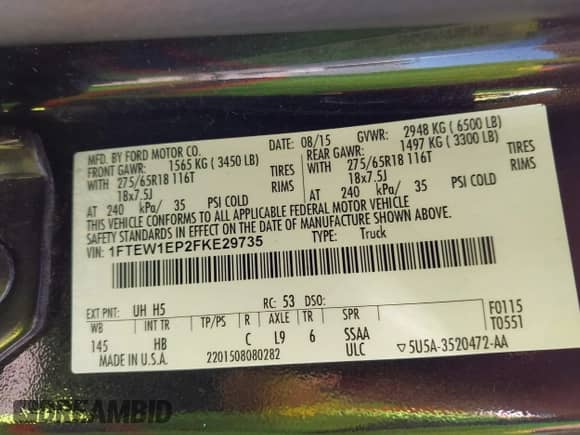 MFD. BY FORD MOTOR CO.
DATE: 08/15 GVWR: 2948 KG ( 6500 LB)
FRONT GAWR: 1565 KG ( 3450 LB)
REAR GAWR: 1497 KG ( 3300 LB)
WITH 275/65R18 116T TIRES
WITH 275/65R18 116T TIRES
18x7.5J RIMS
18x7.5J RIMS
AT 240 kPa/ 35 PSI COLD
AT 240 kPa/ 35 PSI COLD
THIS VEHICLE CONFORMS TO ALL APPLICABLE FEDERAL MOTOR VEHICLE
SAFETY STANDARDS IN EFFECT ON THE DATE OF MANUFACTURE SHOWN ABOVE.
VIN: 1FTEW1EP2FKE29735 TYPE: Truck
EXT PNT: UH H5 RC: 53 DSO:
WB INT TR TP/PS R AXLE TR SPR
145 HB C L9 6 SSAA
ULC
F0115
T0551
MADE IN U.S.A. 2201508080282 ▽5U5A-3520472-AA
DREAMBID